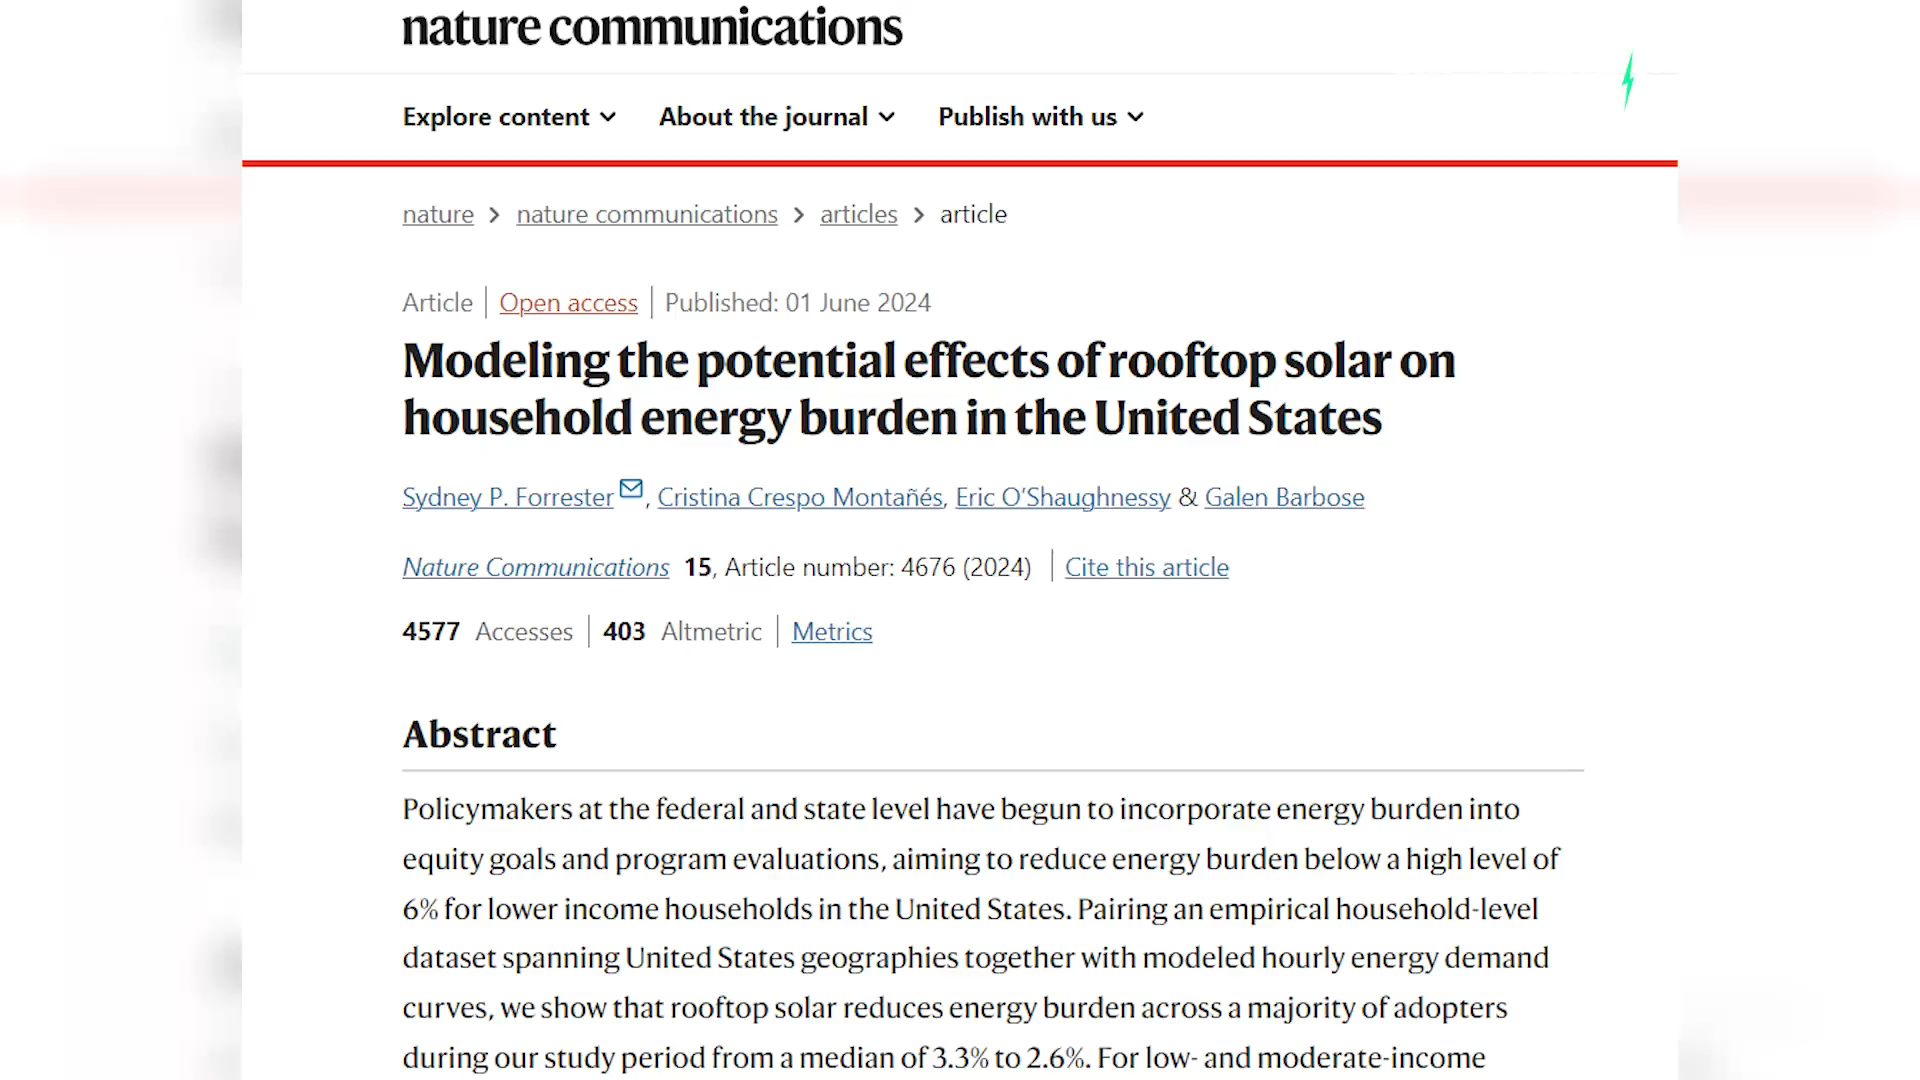 nature communications
Explore content About the journal Publish with us
nature > nature communications > articles > article
Article | Open access | Published: 01 June 2024
Modeling the potential effects of rooftop solar on
household energy burden in the United States
Sydney P. Forrester, Cristina Crespo Montañés, Eric O’Shaughnessy & Galen Barbose
Nature Communications 15, Article number: 4676 (2024) | Cite this article
4577 Accesses | 403 Altmetric | Metrics
Abstract
Policymakers at the federal and state level have begun to incorporate energy burden into
equity goals and program evaluations, aiming to reduce energy burden below a high level of
6% for lower income households in the United States. Pairing an empirical household-level
dataset spanning United States geographies together with modeled hourly energy demand
curves, we show that rooftop solar reduces energy burden across a majority of adopters
during our study period from a median of 3.3% to 2.6%. For low- and moderate-income